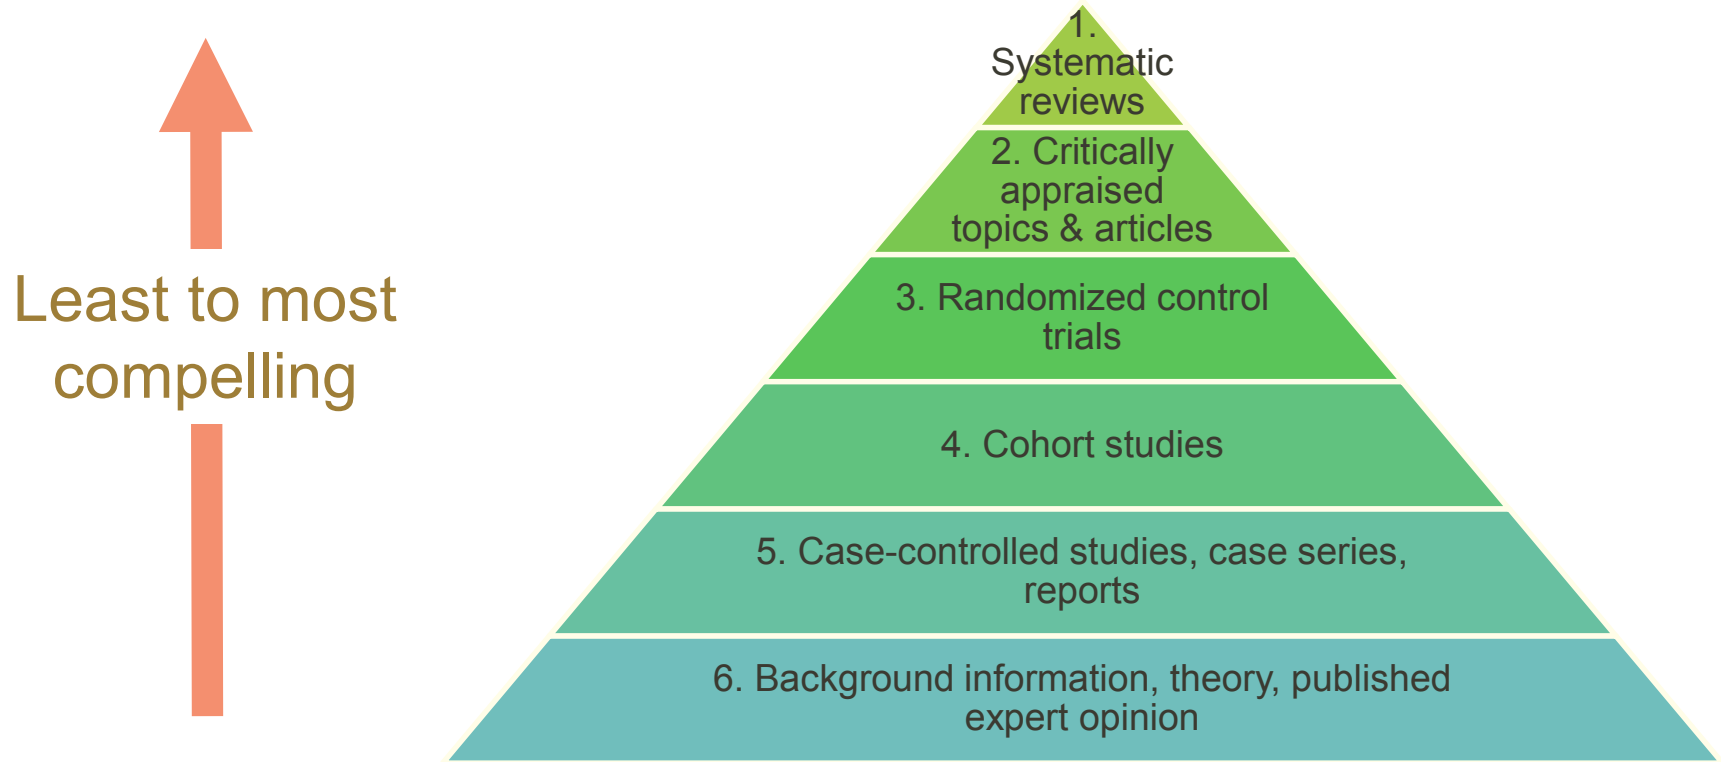 Least to most
compelling
1.
Systematic
reviews
2. Critically
appraised
topics & articles
3. Randomized control
trials
4. Cohort studies
5. Case-controlled studies, case series,
reports
6. Background information, theory, published
expert opinion